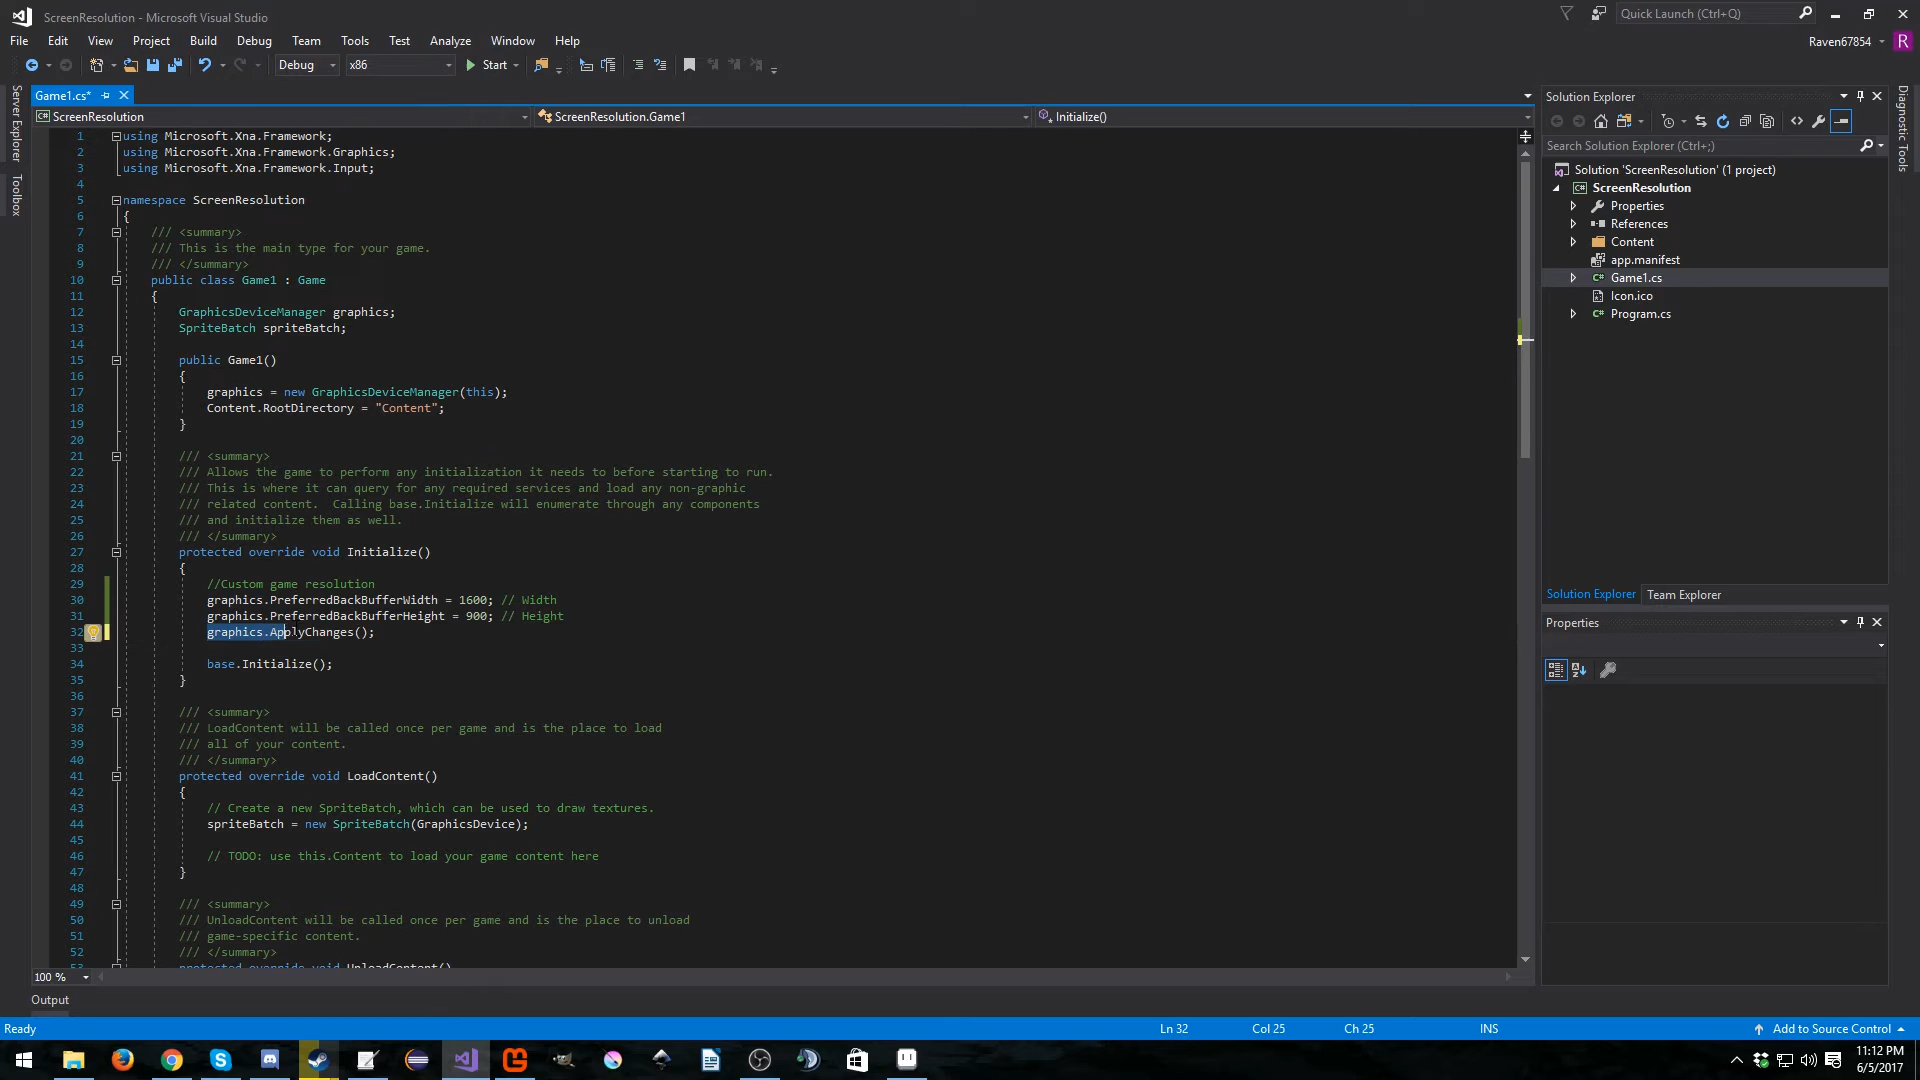 ScreenResolution - Microsoft Visual Studio
Quick Launch (Ctrl+Q)
File Edit View Project Build Debug Team Tools Test Analyze Window Help
Raven67854 R
Debug x86 Start
Server Explorer
Toolbox
Game1.cs*
ScreenResolution ScreenResolution.Game1 Initialize()
1 using Microsoft.Xna.Framework;
2 using Microsoft.Xna.Framework.Graphics;
3 using Microsoft.Xna.Framework.Input;
4
5 namespace ScreenResolution
6 {
7 /// <summary>
8 /// This is the main type for your game.
9 /// </summary>
10 public class Game1 : Game
11 {
12 GraphicsDeviceManager graphics;
13 SpriteBatch spriteBatch;
14
15 public Game1()
16 {
17 graphics = new GraphicsDeviceManager(this);
18 Content.RootDirectory = "Content";
19 }
20
21 /// <summary>
22 /// Allows the game to perform any initialization it needs to before starting to run.
23 /// This is where it can query for any required services and load any non-graphic
24 /// related content.  Calling base.Initialize will enumerate through any components
25 /// and initialize them as well.
26 /// </summary>
27 protected override void Initialize()
28 {
29 //Custom game resolution
30 graphics.PreferredBackBufferWidth = 1600; // Width
31 graphics.PreferredBackBufferHeight = 900; // Height
32 graphics.ApplyChanges();
33
34 base.Initialize();
35 }
36
37 /// <summary>
38 /// LoadContent will be called once per game and is the place to load
39 /// all of your content.
40 /// </summary>
41 protected override void LoadContent()
42 {
43 // Create a new SpriteBatch, which can be used to draw textures.
44 spriteBatch = new SpriteBatch(GraphicsDevice);
45
46 // TODO: use this.Content to load your game content here
47 }
48
49 /// <summary>
50 /// UnloadContent will be called once per game and is the place to unload
51 /// game-specific content.
52 /// </summary>
53 protected override void UnloadContent()
100 %
Output
Solution Explorer
Search Solution Explorer (Ctrl+;)
Solution 'ScreenResolution' (1 project)
ScreenResolution
Properties
References
Content
app.manifest
Game1.cs
Icon.ico
Program.cs
Solution Explorer Team Explorer
Properties
Diagnostic Tools
Ready Ln 32 Col 25 Ch 25 INS Add to Source Control
11:12 PM
6/5/2017